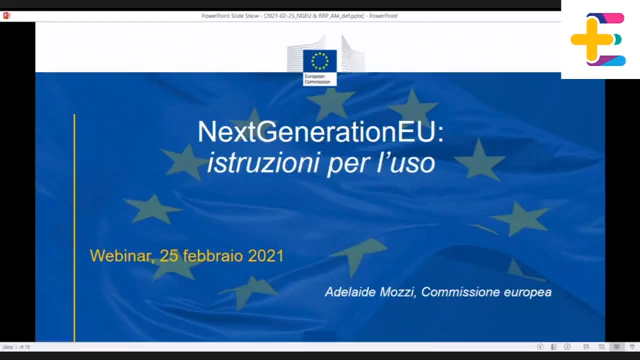 PowerPoint Slide Show - [2021-02-25_NGEU & RRP_AM_def.pptx] - PowerPoint
European
Commission
NextGenerationEU:
istruzioni per l'uso
Webinar, 25 febbraio 2021
Adelaide Mozzi, Commissione europea